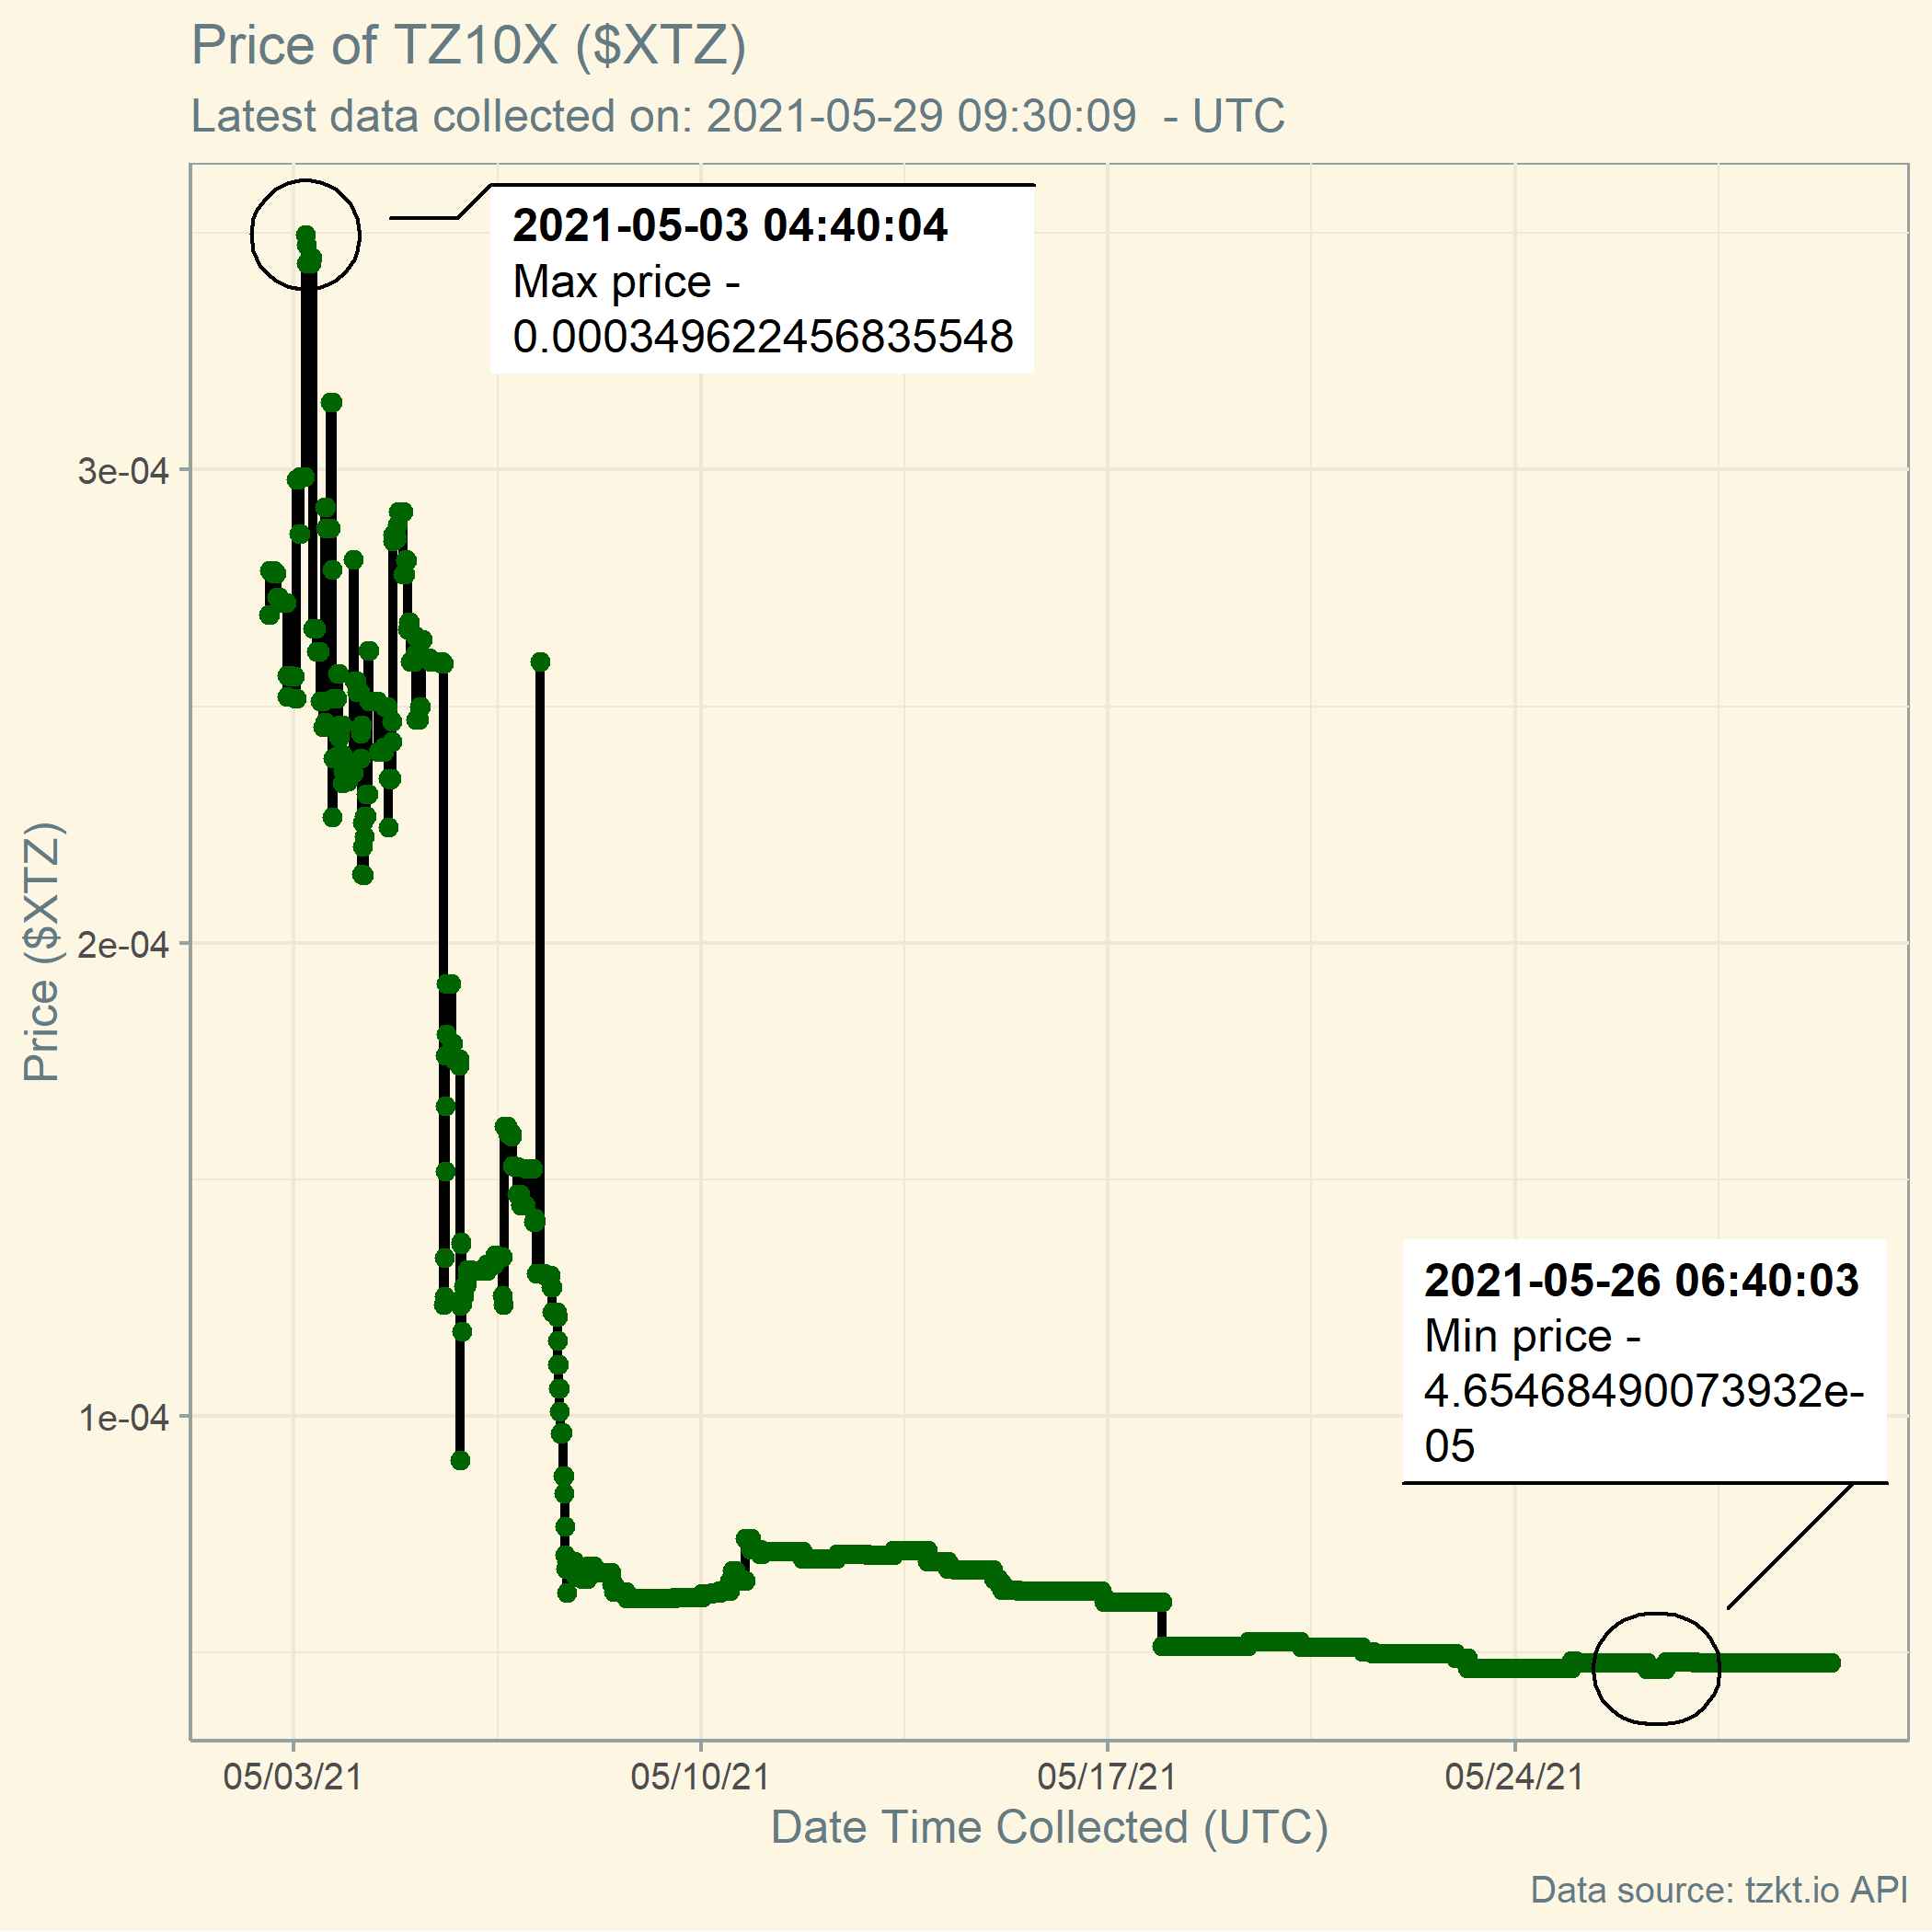 Price of TZ10X ($XTZ)
Latest data collected on: 2021-05-29 09:30:09  - UTC
2021-05-03 04:40:04
Max price -
0.000349622456835548
3e-04
2e-04
1e-04
Price ($XTZ)
2021-05-26 06:40:03
Min price -
4.65468490073932e-
05
05/03/21
05/10/21
05/17/21
05/24/21
Date Time Collected (UTC)
Data source: tzkt.io API